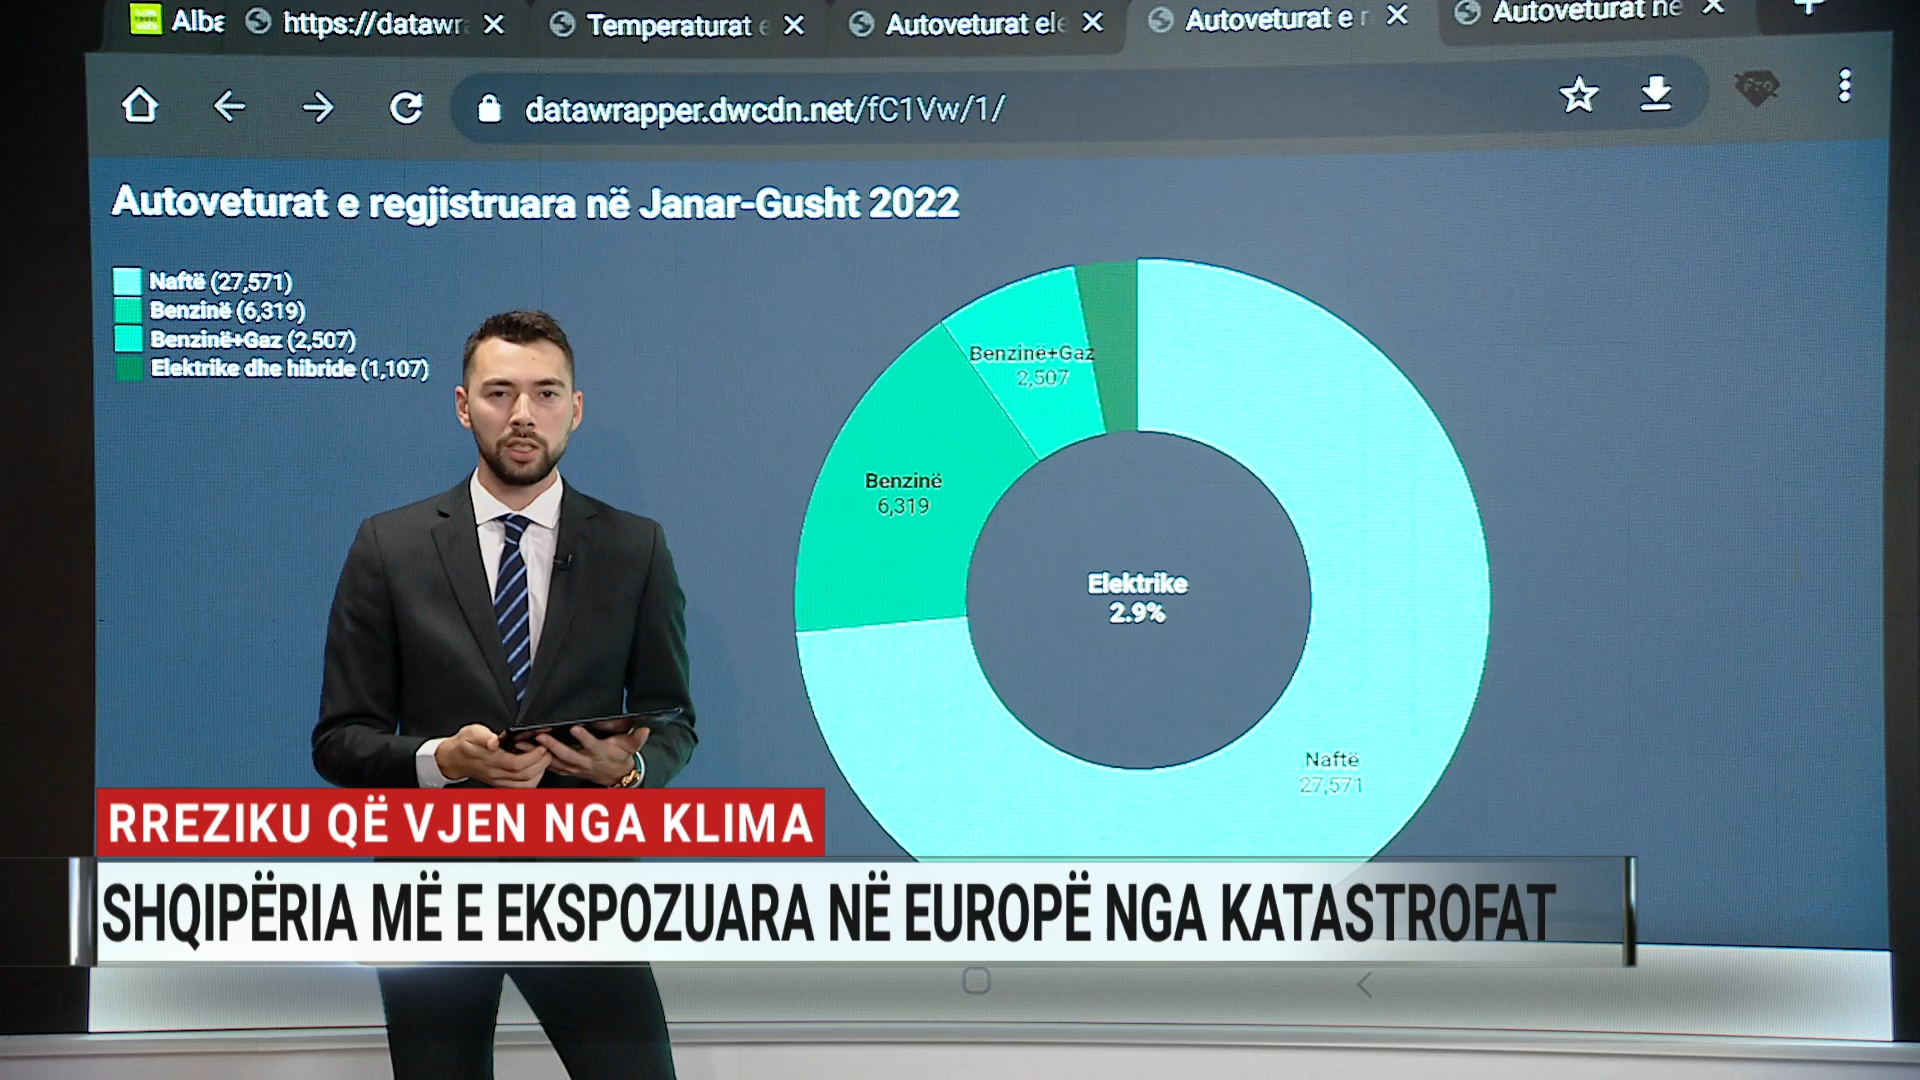 Alba
https://datawr
Temperaturat e
Autoveturat ele
Autoveturat e r
Autoveturat ne
datawrapper.dwcdn.net/fC1Vw/1/
Autoveturat e regjistruara në Janar-Gusht 2022
Naftë (27,571)
Benzinë (6,319)
Benzinë+Gaz (2,507)
Elektrike dhe hibride (1,107)
Benzinë+Gaz
2,507
Benzinë
6,319
Elektrike
2.9%
Naftë
27,571
RREZIKU QË VJEN NGA KLIMA
SHQIPËRIA MË E EKSPOZUARA NË EUROPË NGA KATASTROFAT